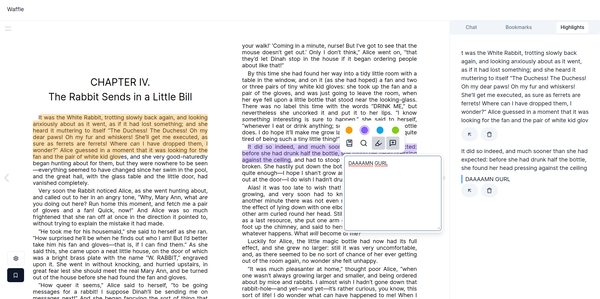 Waffle
Chat
Bookmarks
Highlights
CHAPTER IV.
The Rabbit Sends in a Little Bill
It was the White Rabbit, trotting slowly back again, and looking
anxiously about as it went, as if it had lost something; and she
heard it muttering to itself "The Duchess! The Duchess! Oh my
dear paws! Oh my fur and whiskers! She'll get me executed, as
sure as ferrets are ferrets! Where can I have dropped them, I
wonder?" Alice guessed in a moment that it was looking for the
fan and the pair of white kid gloves, and she very good-naturedly
began hunting about for them, but they were nowhere to be seen
—everything seemed to have changed since her swim in the pool,
and the great hall, with the glass table and the little door, had
vanished completely.
Very soon the Rabbit noticed Alice, as she went hunting about,
and called out to her in an angry tone, "Why, Mary Ann, what are
you doing out here? Run home this moment, and fetch me a pair
of gloves and a fan! Quick, now!" And Alice was so much
frightened that she ran off at once in the direction it pointed to,
without trying to explain the mistake it had made.
"He took me for his housemaid," she said to herself as she ran.
"How surprised he'll be when he finds out who I am! But I'd better
take him his fan and gloves—that is, if I can find them." As she
said this, she came upon a neat little house, on the door of which
was a bright brass plate with the name "W. RABBIT," engraved
upon it. She went in without knocking, and hurried upstairs, in
great fear lest she should meet the real Mary Ann, and be turned
out of the house before she had found the fan and gloves.
"How queer it seems," Alice said to herself, "to be going
messages for a rabbit! I suppose Dinah'll be sending me on
your walk!' 'Coming in a minute, nurse! But I've got to see that the
mouse doesn't get out.' Only I don't think," Alice went on, "that
they'd let Dinah stop in the house if it began ordering people
about like that!"
By this time she had found her way into a tidy little room with a
table in the window, and on it (as she had hoped) a fan and two
or three pairs of tiny white kid gloves: she took up the fan and a
pair of the gloves, and was just going to leave the room, when
her eye fell upon a little bottle that stood near the looking-glass.
There was no label this time with the words "DRINK ME," but
nevertheless she uncorked it and put it to her lips. "I know
something interesting is sure to happen," she said to herself,
"whenever I eat or drink anything;
does. I do hope it'll make me grow
tired of being such a tiny little thing!"
It did so indeed, and much soo
before she had drunk half the bottle,
against the ceiling, and had to stoop
broken. She hastily put down the bott
quite enough—I hope I shan't grow a
out at the door—I do wish I hadn't dr
Alas! it was too late to wish that!
growing, and very soon had to kn
minute there was not even room
the effect of lying down with one elbo
other arm curled round her head. Still
as a last resource, she put one arm
foot up the chimney, and said to her
whatever happens. What will become of me?"
Luckily for Alice, the little magic bottle had now had its full
effect, and she grew no larger: still it was very uncomfortable,
and, as there seemed to be no sort of chance of her ever getting
out of the room again, no wonder she felt unhappy.
"It was much pleasanter at home," thought poor Alice, "when
one wasn't always growing larger and smaller, and being ordered
about by mice and rabbits. I almost wish I hadn't gone down that
rabbit-hole—and yet—and yet—it's rather curious, you know, this
sort of life! I do wonder what can have happened to me! When I
DAAAAMN GURL
t was the White Rabbit, trotting slowly back
again, and looking anxiously about as it went,
as if it had lost something; and she heard it
muttering to itself "The Duchess! The Duchess!
Oh my dear paws! Oh my fur and whiskers!
She'll get me executed, as sure as ferrets are
ferrets! Where can I have dropped them, I
wonder?" Alice guessed in a moment that it was
looking for the fan and the pair of white kid glov
It did so indeed, and much sooner than she had
expected: before she had drunk half the bottle,
she found her head pressing against the ceiling
DAAAAMN GURL